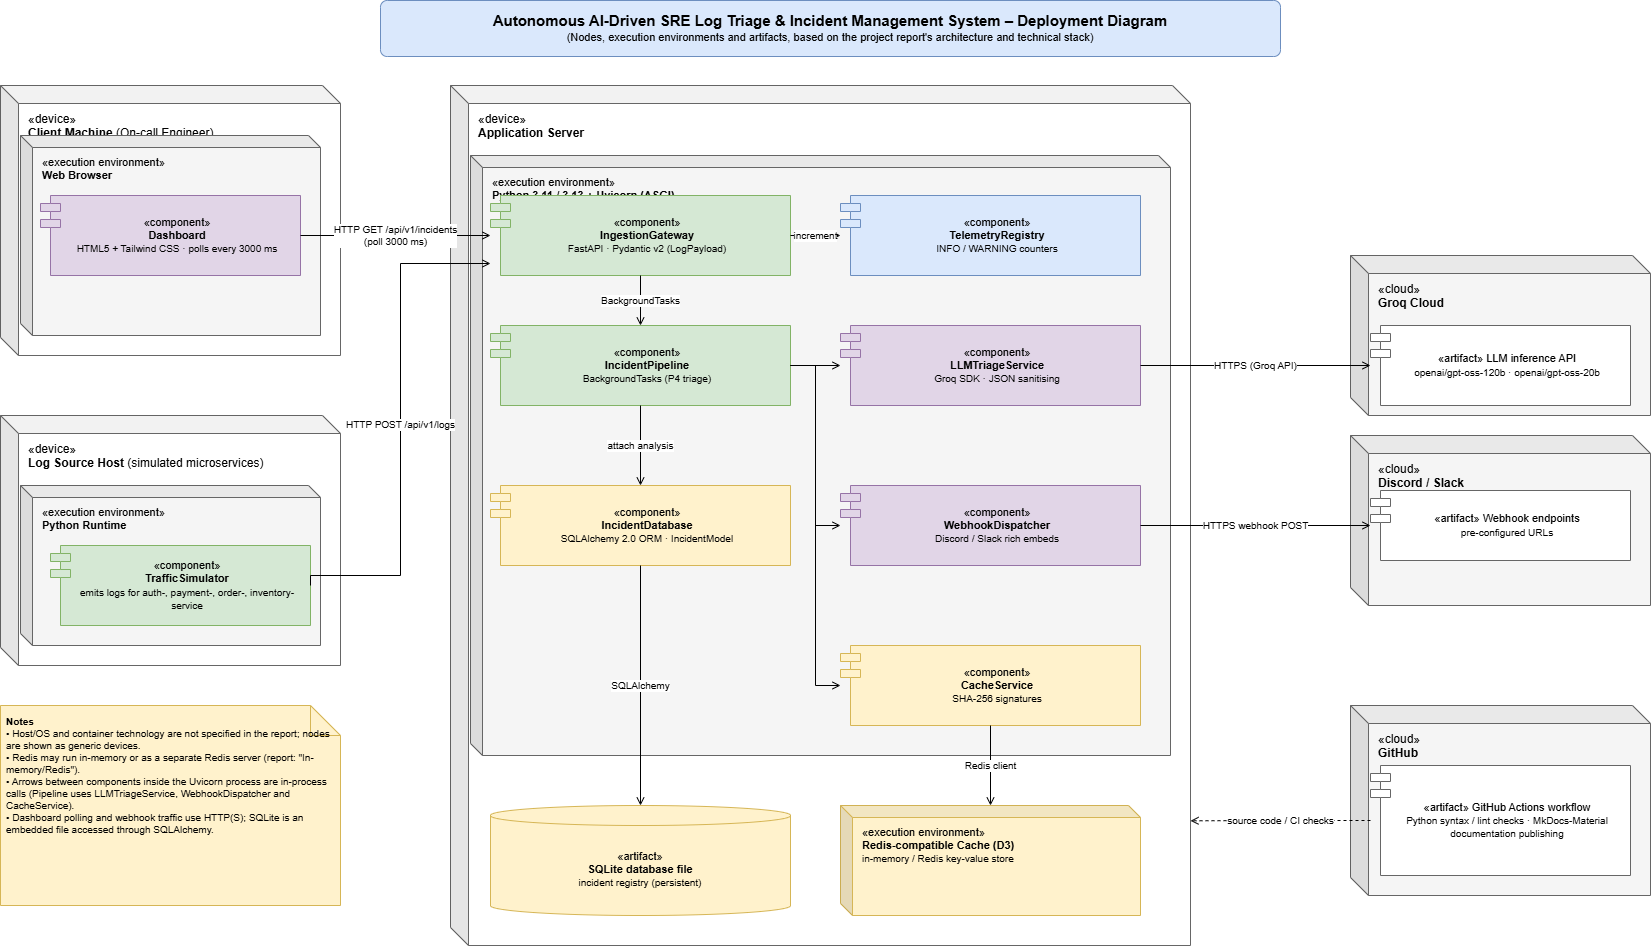 Autonomous AI-Driven SRE Log Triage & Incident Management System – Deployment Diagram
(Nodes, execution environments and artifacts, based on the project report's architecture and technical stack)
«device»
Client Machine (On-call Engineer)
«execution environment»
Web Browser
«component»
Dashboard
HTML5 + Tailwind CSS · polls every 3000 ms
HTTP GET /api/v1/incidents
(poll 3000 ms)
HTTP POST /api/v1/logs
«device»
Log Source Host (simulated microservices)
«execution environment»
Python Runtime
«component»
TrafficSimulator
emits logs for auth-, payment-, order-, inventory-
service
Notes
• Host/OS and container technology are not specified in the report; nodes
are shown as generic devices.
• Redis may run in-memory or as a separate Redis server (report: "In-
memory/Redis").
• Arrows between components inside the Uvicorn process are in-process
calls (Pipeline uses LLMTriageService, WebhookDispatcher and
CacheService).
• Dashboard polling and webhook traffic use HTTP(S); SQLite is an
embedded file accessed through SQLAlchemy.
«device»
Application Server
«execution environment»
Python 3.11 / 3.12 + Uvicorn (ASGI)
«component»
IngestionGateway
FastAPI · Pydantic v2 (LogPayload)
increment
«component»
TelemetryRegistry
INFO / WARNING counters
BackgroundTasks
«component»
IncidentPipeline
BackgroundTasks (P4 triage)
«component»
LLMTriageService
Groq SDK · JSON sanitising
attach analysis
«component»
IncidentDatabase
SQLAlchemy 2.0 ORM · IncidentModel
«component»
WebhookDispatcher
Discord / Slack rich embeds
SQLAlchemy
«component»
CacheService
SHA-256 signatures
Redis client
«artifact»
SQLite database file
incident registry (persistent)
«execution environment»
Redis-compatible Cache (D3)
in-memory / Redis key-value store
HTTPS (Groq API)
«cloud»
Groq Cloud
«artifact» LLM inference API
openai/gpt-oss-120b · openai/gpt-oss-20b
HTTPS webhook POST
«cloud»
Discord / Slack
«artifact» Webhook endpoints
pre-configured URLs
source code / CI checks
«cloud»
GitHub
«artifact» GitHub Actions workflow
Python syntax / lint checks · MkDocs-Material
documentation publishing